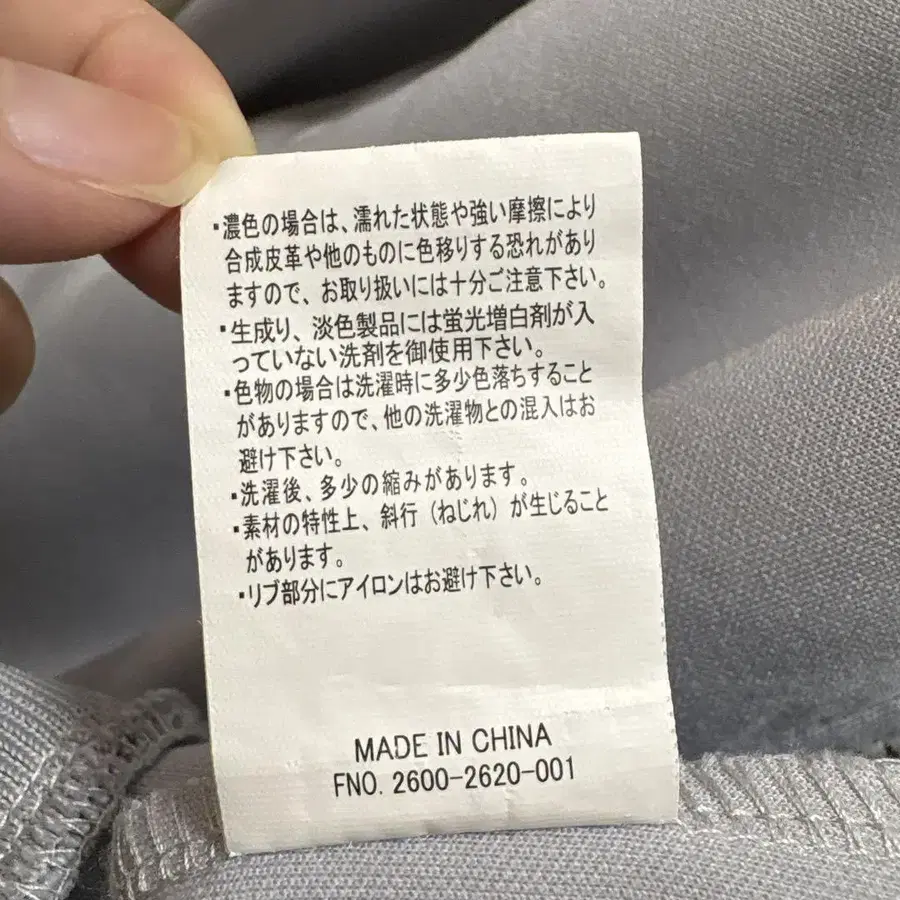 ・濃色の場合は、濡れた状態や強い摩擦により
合成皮革や他のものに色移りする恐れがあり
ますので、お取り扱いには十分ご注意下さい。
・生成り、淡色製品には蛍光増白剤が入
っていない洗剤を御使用下さい。
・色物の場合は洗濯時に多少色落ちすること
がありますので、他の洗濯物との混入はお
避け下さい。
・洗濯後、多少の縮みがあります。
・素材の特性上、斜行（ねじれ）が生じること
があります。
・リブ部分にアイロンはお避け下さい。
MADE IN CHINA
FNO. 2600-2620-001